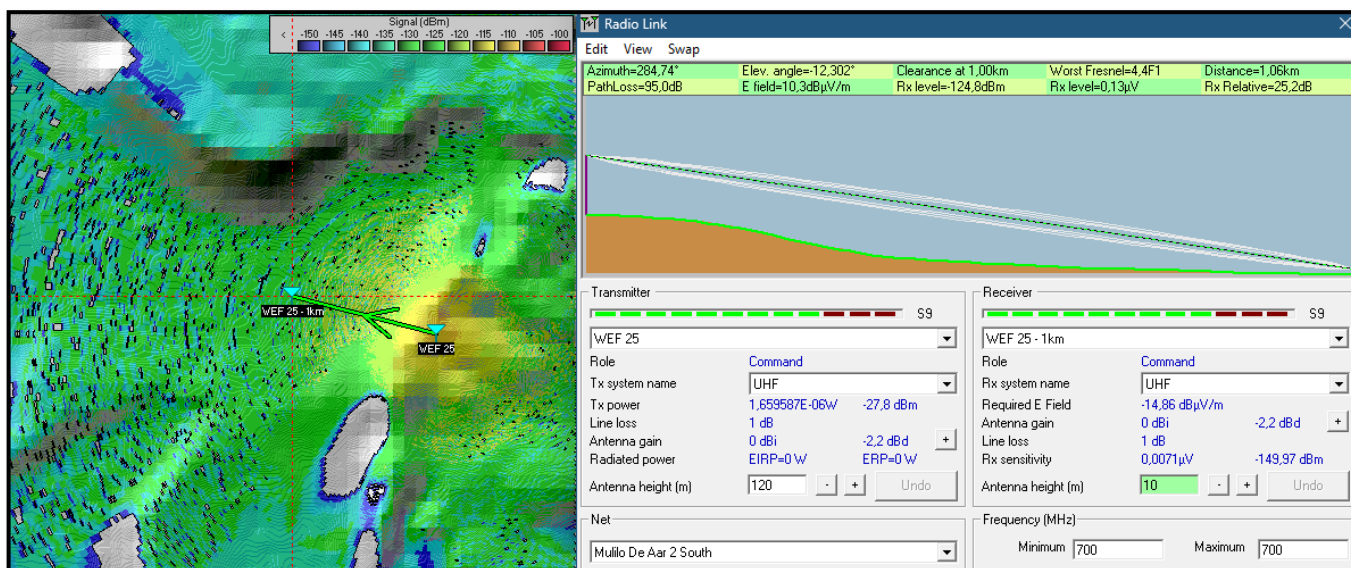 Signal (dBm)
< -150 -145 -140 -135 -130 -125 -120 -115 -110 -105 -100
WEF 25 - 1km
WEF 25
Radio Link
Edit View Swap
Azimuth=284,74° Elev. angle=-12,302° Clearance at 1,00km Worst Fresnel=4,4F1 Distance=1,06km
PathLoss=95,0dB E field=10,3dBµV/m Rx level=-124,8dBm Rx level=0,13µV Rx Relative=25,2dB
Transmitter
S9
WEF 25
Role Command
Tx system name UHF
Tx power 1,659587E-06W -27,8 dBm
Line loss 1 dB
Antenna gain 0 dBi -2,2 dBd +
Radiated power EIRP=0 W ERP=0 W
Antenna height (m) 120 - + Undo
Net
Mulilo De Aar 2 South
Receiver
S9
WEF 25 - 1km
Role Command
Rx system name UHF
Required E Field -14,86 dBµV/m
Antenna gain 0 dBi -2,2 dBd +
Line loss 1 dB
Rx sensitivity 0,0071µV -149,97 dBm
Antenna height (m) 10 - + Undo
Frequency (MHz)
Minimum 700 Maximum 700